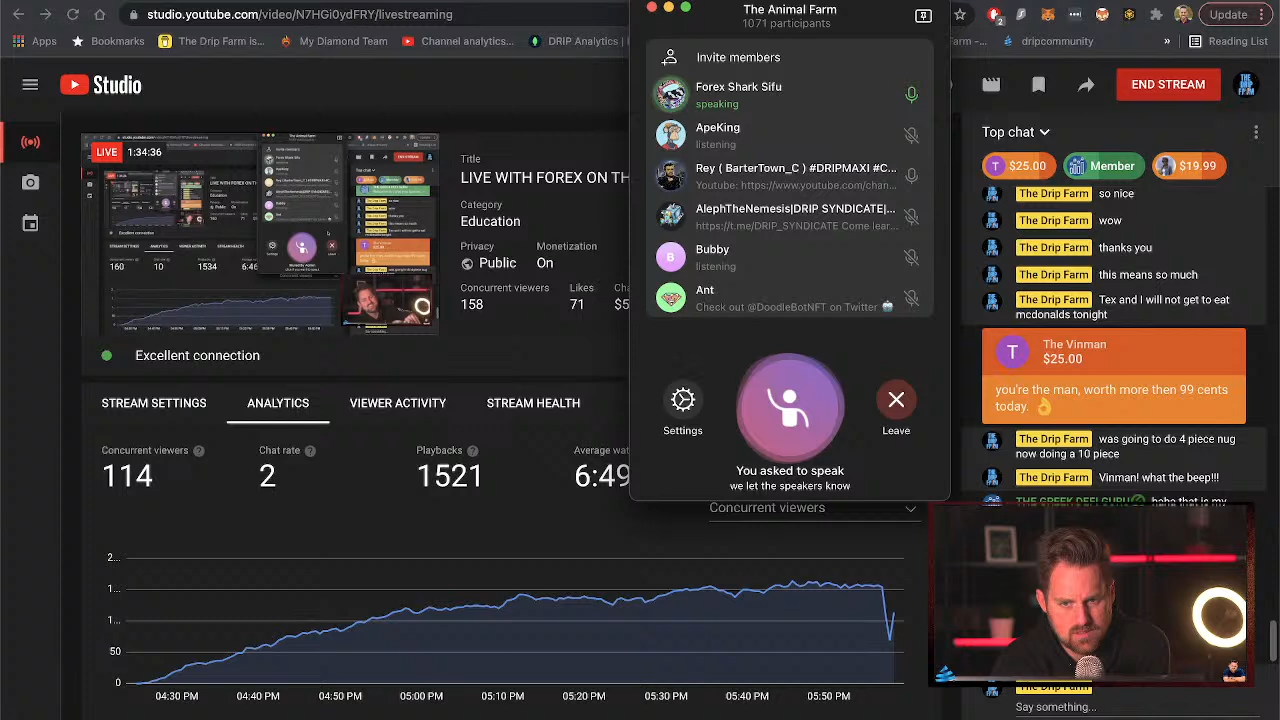 studio.youtube.com/video/N7HGi0ydFRY/livestreaming
Update
Apps
Bookmarks
The Drip Farm...
My Diamond Team
Channel analytics...
DRIP Analytics |
Farm -...
dripcommunity
»
Reading List
Studio
END STREAM
The Animal Farm
1071 participants
Invite members
Forex Shark Sifu
speaking
ApeKing
listening
Rey ( BarterTown_C ) #DRIPMAXI #C...
Youtube: https://www.youtube.com/chan...
AlephTheNemesis|DRIP SYNDICATE|...
https://t.me/DRIP_SYNDICATE Come lear...
B
Bubby
listening
Ant
Check out @DoodleBotNFT on Twitter
Settings
Leave
You asked to speak
we let the speakers know
LIVE
1:34:36
Title
LIVE WITH FOREX ON TH
Category
Education
Privacy
Monetization
Public
On
Concurrent viewers
Likes
158
71
Excellent connection
STREAM SETTINGS
ANALYTICS
VIEWER ACTIVITY
STREAM HEALTH
Concurrent viewers
Chat rate
Playbacks
Average wa
114
2
1521
6:49
Concurrent viewers
2...
1...
1...
50
0
04:30 PM
04:40 PM
04:50 PM
05:00 PM
05:10 PM
05:20 PM
05:30 PM
05:40 PM
05:50 PM
Top chat
T $25.00
Member
$19.99
The Drip Farm so nice
The Drip Farm wow
The Drip Farm thanks you
The Drip Farm this means so much
The Drip Farm Tex and I will not get to eat
mcdonalds tonight
T
The Vinman
$25.00
you're the man, worth more then 99 cents
today.
The Drip Farm was going to do 4 piece nug
now doing a 10 piece
The Drip Farm Vinman! what the beep!!!
Say something...